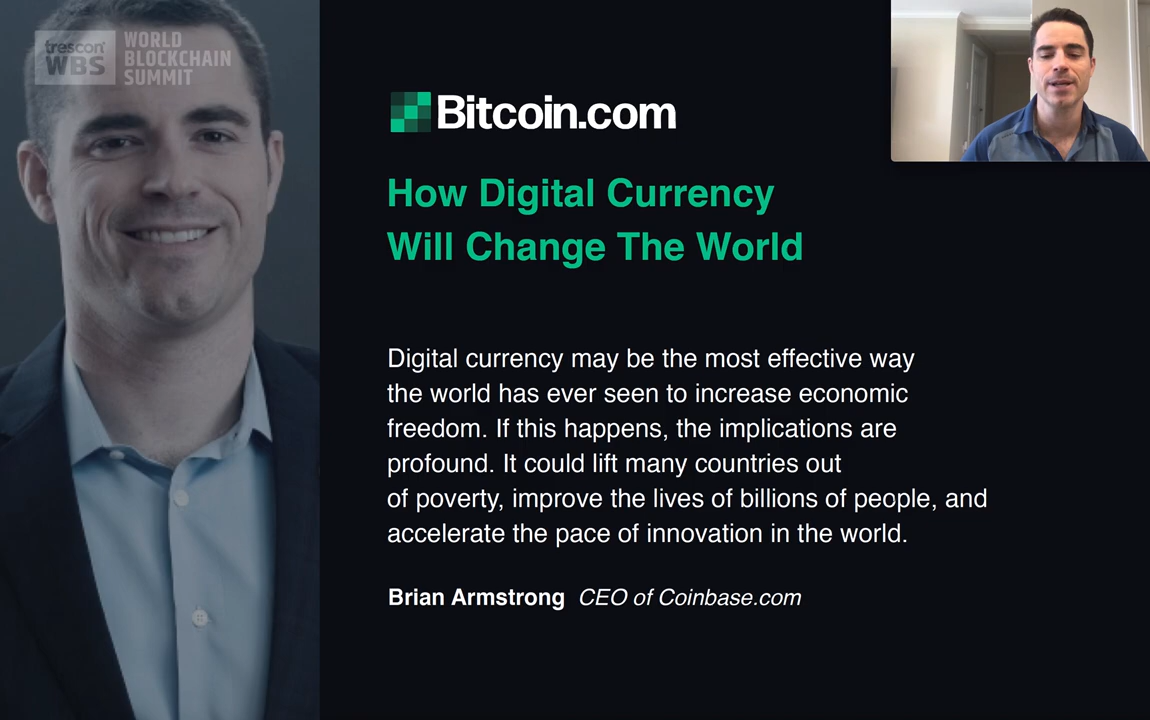 trescon
WBS
WORLD
BLOCKCHAIN
SUMMIT
Bitcoin.com
How Digital Currency
Will Change The World
Digital currency may be the most effective way
the world has ever seen to increase economic
freedom. If this happens, the implications are
profound. It could lift many countries out
of poverty, improve the lives of billions of people, and
accelerate the pace of innovation in the world.
Brian Armstrong CEO of Coinbase.com